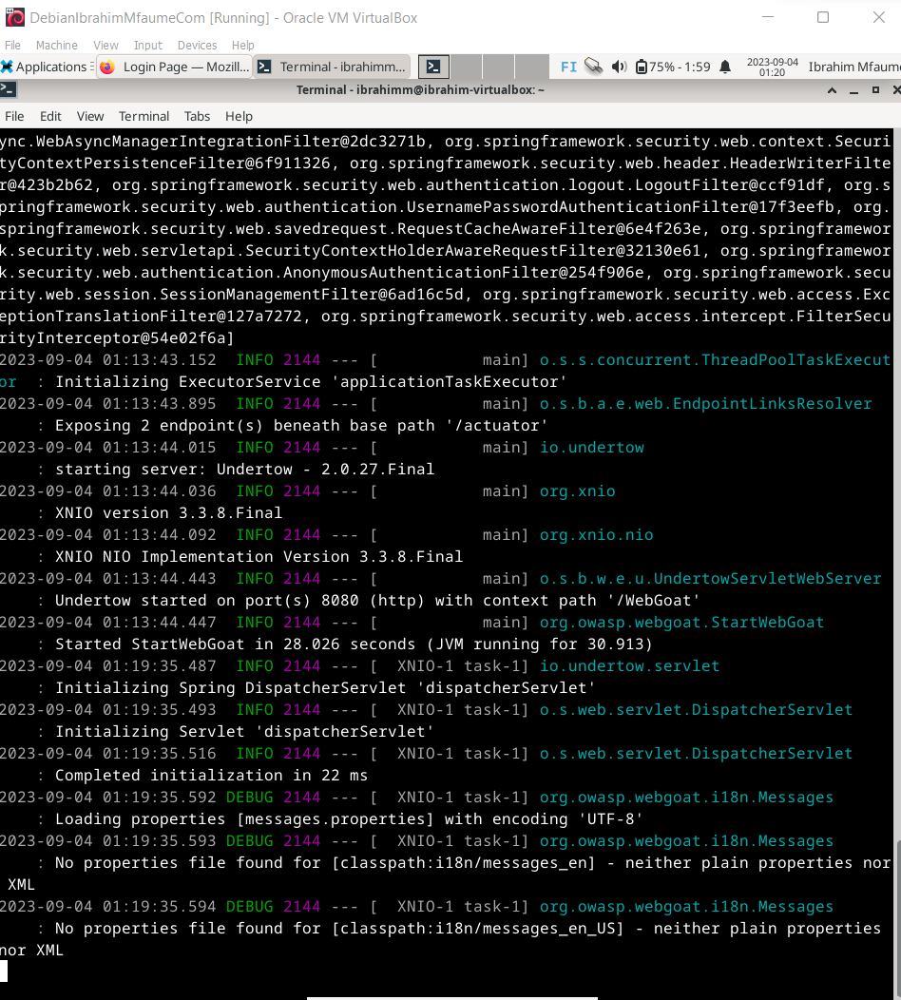 DebianIbrahimMfaumeCom [Running] - Oracle VM VirtualBox
File Machine View Input Devices Help
Applications Login Page — Mozill... Terminal - ibrahimm... FI 75% - 1:59 2023-09-04 01:20 Ibrahim Mfaume
Terminal - ibrahimm@ibrahim-virtualbox: ~
File Edit View Terminal Tabs Help
ync.WebAsyncManagerIntegrationFilter@2dc3271b, org.springframework.security.web.context.Securi
tyContextPersistenceFilter@6f911326, org.springframework.security.web.header.HeaderWriterFilte
r@423b2b62, org.springframework.security.web.authentication.logout.LogoutFilter@ccf91df, org.s
pringframework.security.web.authentication.UsernamePasswordAuthenticationFilter@17f3eefb, org.
springframework.security.web.savedrequest.RequestCacheAwareFilter@6e4f263e, org.springframewor
k.security.web.servletapi.SecurityContextHolderAwareRequestFilter@32130e61, org.springframewor
k.security.web.authentication.AnonymousAuthenticationFilter@254f906e, org.springframework.secu
rity.web.session.SessionManagementFilter@6ad16c5d, org.springframework.security.web.access.Exc
eptionTranslationFilter@127a7272, org.springframework.security.web.access.intercept.FilterSecu
rityInterceptor@54e02f6a]
2023-09-04 01:13:43.152  INFO 2144 --- [           main] o.s.s.concurrent.ThreadPoolTaskExecut
or  : Initializing ExecutorService 'applicationTaskExecutor'
2023-09-04 01:13:43.895  INFO 2144 --- [           main] o.s.b.a.e.web.EndpointLinksResolver
    : Exposing 2 endpoint(s) beneath base path '/actuator'
2023-09-04 01:13:44.015  INFO 2144 --- [           main] io.undertow
    : starting server: Undertow - 2.0.27.Final
2023-09-04 01:13:44.036  INFO 2144 --- [           main] org.xnio
    : XNIO version 3.3.8.Final
2023-09-04 01:13:44.092  INFO 2144 --- [           main] org.xnio.nio
    : XNIO NIO Implementation Version 3.3.8.Final
2023-09-04 01:13:44.443  INFO 2144 --- [           main] o.s.b.w.e.u.UndertowServletWebServer
    : Undertow started on port(s) 8080 (http) with context path '/WebGoat'
2023-09-04 01:13:44.447  INFO 2144 --- [           main] org.owasp.webgoat.StartWebGoat
    : Started StartWebGoat in 28.026 seconds (JVM running for 30.913)
2023-09-04 01:19:35.487  INFO 2144 --- [  XNIO-1 task-1] io.undertow.servlet
    : Initializing Spring DispatcherServlet 'dispatcherServlet'
2023-09-04 01:19:35.493  INFO 2144 --- [  XNIO-1 task-1] o.s.web.servlet.DispatcherServlet
    : Initializing Servlet 'dispatcherServlet'
2023-09-04 01:19:35.516  INFO 2144 --- [  XNIO-1 task-1] o.s.web.servlet.DispatcherServlet
    : Completed initialization in 22 ms
2023-09-04 01:19:35.592 DEBUG 2144 --- [  XNIO-1 task-1] org.owasp.webgoat.i18n.Messages
    : Loading properties [messages.properties] with encoding 'UTF-8'
2023-09-04 01:19:35.593 DEBUG 2144 --- [  XNIO-1 task-1] org.owasp.webgoat.i18n.Messages
    : No properties file found for [classpath:i18n/messages_en] - neither plain properties nor
 XML
2023-09-04 01:19:35.594 DEBUG 2144 --- [  XNIO-1 task-1] org.owasp.webgoat.i18n.Messages
    : No properties file found for [classpath:i18n/messages_en_US] - neither plain properties
nor XML